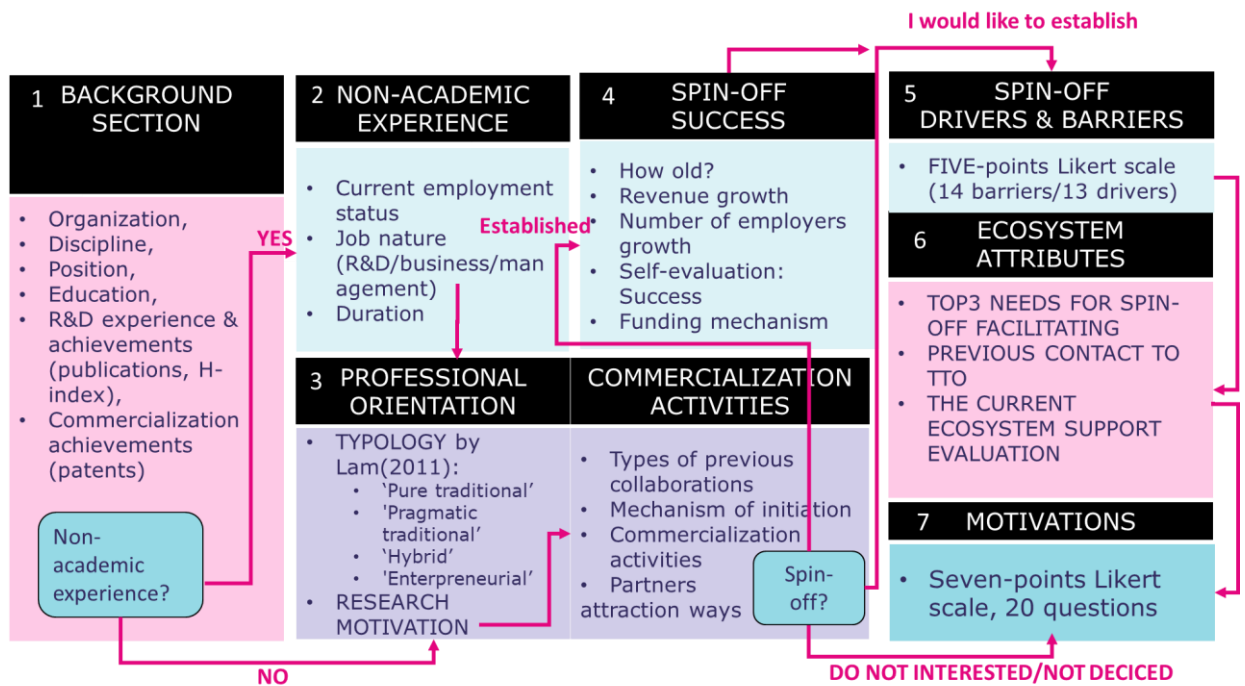 I would like to establish
1 BACKGROUND
SECTION
• Organization,
• Discipline,
• Position,
• Education,
• R&D experience &
achievements
(publications, H-
index),
• Commercialization
achievements
(patents)
Non-
academic
experience?
YES
NO
2 NON-ACADEMIC
EXPERIENCE
• Current employment
status
• Job nature
(R&D/business/man
agement)
• Duration
3 PROFESSIONAL
ORIENTATION
• TYPOLOGY by
Lam(2011):
• ‘Pure traditional’
• 'Pragmatic
traditional’
• ‘Hybrid’
• ‘Enterpreneurial’
• RESEARCH
MOTIVATION
Established
4 SPIN-OFF
SUCCESS
• How old?
• Revenue growth
• Number of employers
growth
• Self-evaluation:
Success
• Funding mechanism
COMMERCIALIZATION
ACTIVITIES
• Types of previous
collaborations
• Mechanism of initiation
• Commercialization
activities
• Partners
attraction ways
Spin-
off?
5 SPIN-OFF
DRIVERS & BARRIERS
• FIVE-points Likert scale
(14 barriers/13 drivers)
6 ECOSYSTEM
ATTRIBUTES
• TOP3 NEEDS FOR SPIN-
OFF FACILITATING
• PREVIOUS CONTACT TO
TTO
• THE CURRENT
ECOSYSTEM SUPPORT
EVALUATION
7 MOTIVATIONS
• Seven-points Likert
scale, 20 questions
DO NOT INTERESTED/NOT DECICED